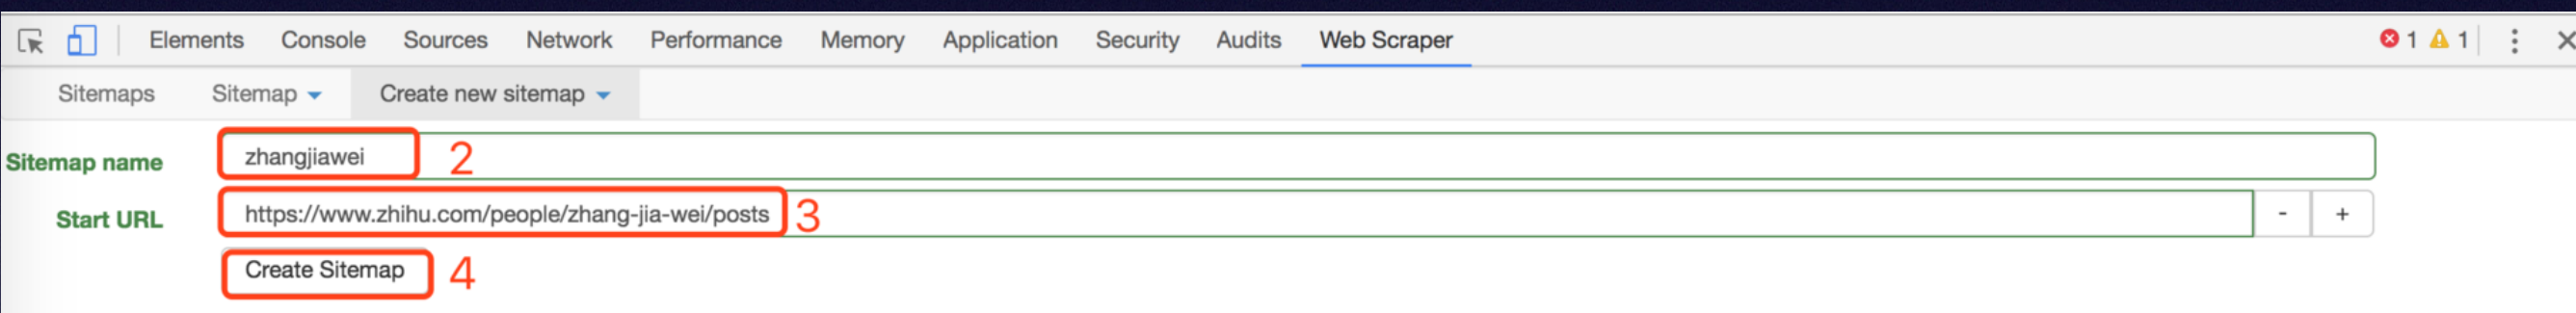 Elements Console Sources Network Performance Memory Application Security Audits Web Scraper 1 1
Sitemaps Sitemap Create new sitemap
Sitemap name zhangjiawei 2
Start URL https://www.zhihu.com/people/zhang-jia-wei/posts 3 - +
Create Sitemap 4